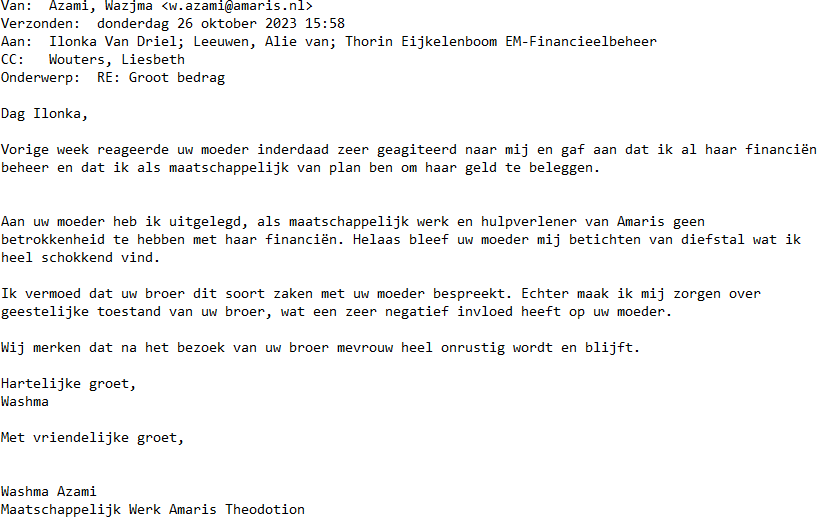 Van: Azami, Wazjma <w.azami@amaris.nl>
Verzonden: donderdag 26 oktober 2023 15:58
Aan: Ilonka Van Driel; Leeuwen, Alie van; Thorin Eijkelenboom EM-Financieelbeheer
CC: Wouters, Liesbeth
Onderwerp: RE: Groot bedrag
Dag Ilonka,
Vorige week reageerde uw moeder inderdaad zeer geagiteerd naar mij en gaf aan dat ik al haar financiën
beheer en dat ik als maatschappelijk van plan ben om haar geld te beleggen.
Aan uw moeder heb ik uitgelegd, als maatschappelijk werk en hulpverlener van Amaris geen
betrokkenheid te hebben met haar financiën. Helaas bleef uw moeder mij betichten van diefstal wat ik
heel schokkend vind.
Ik vermoed dat uw broer dit soort zaken met uw moeder bespreekt. Echter maak ik mij zorgen over
geestelijke toestand van uw broer, wat een zeer negatief invloed heeft op uw moeder.
Wij merken dat na het bezoek van uw broer mevrouw heel onrustig wordt en blijft.
Hartelijke groet,
Washma
Met vriendelijke groet,
Washma Azami
Maatschappelijk Werk Amaris Theodotion